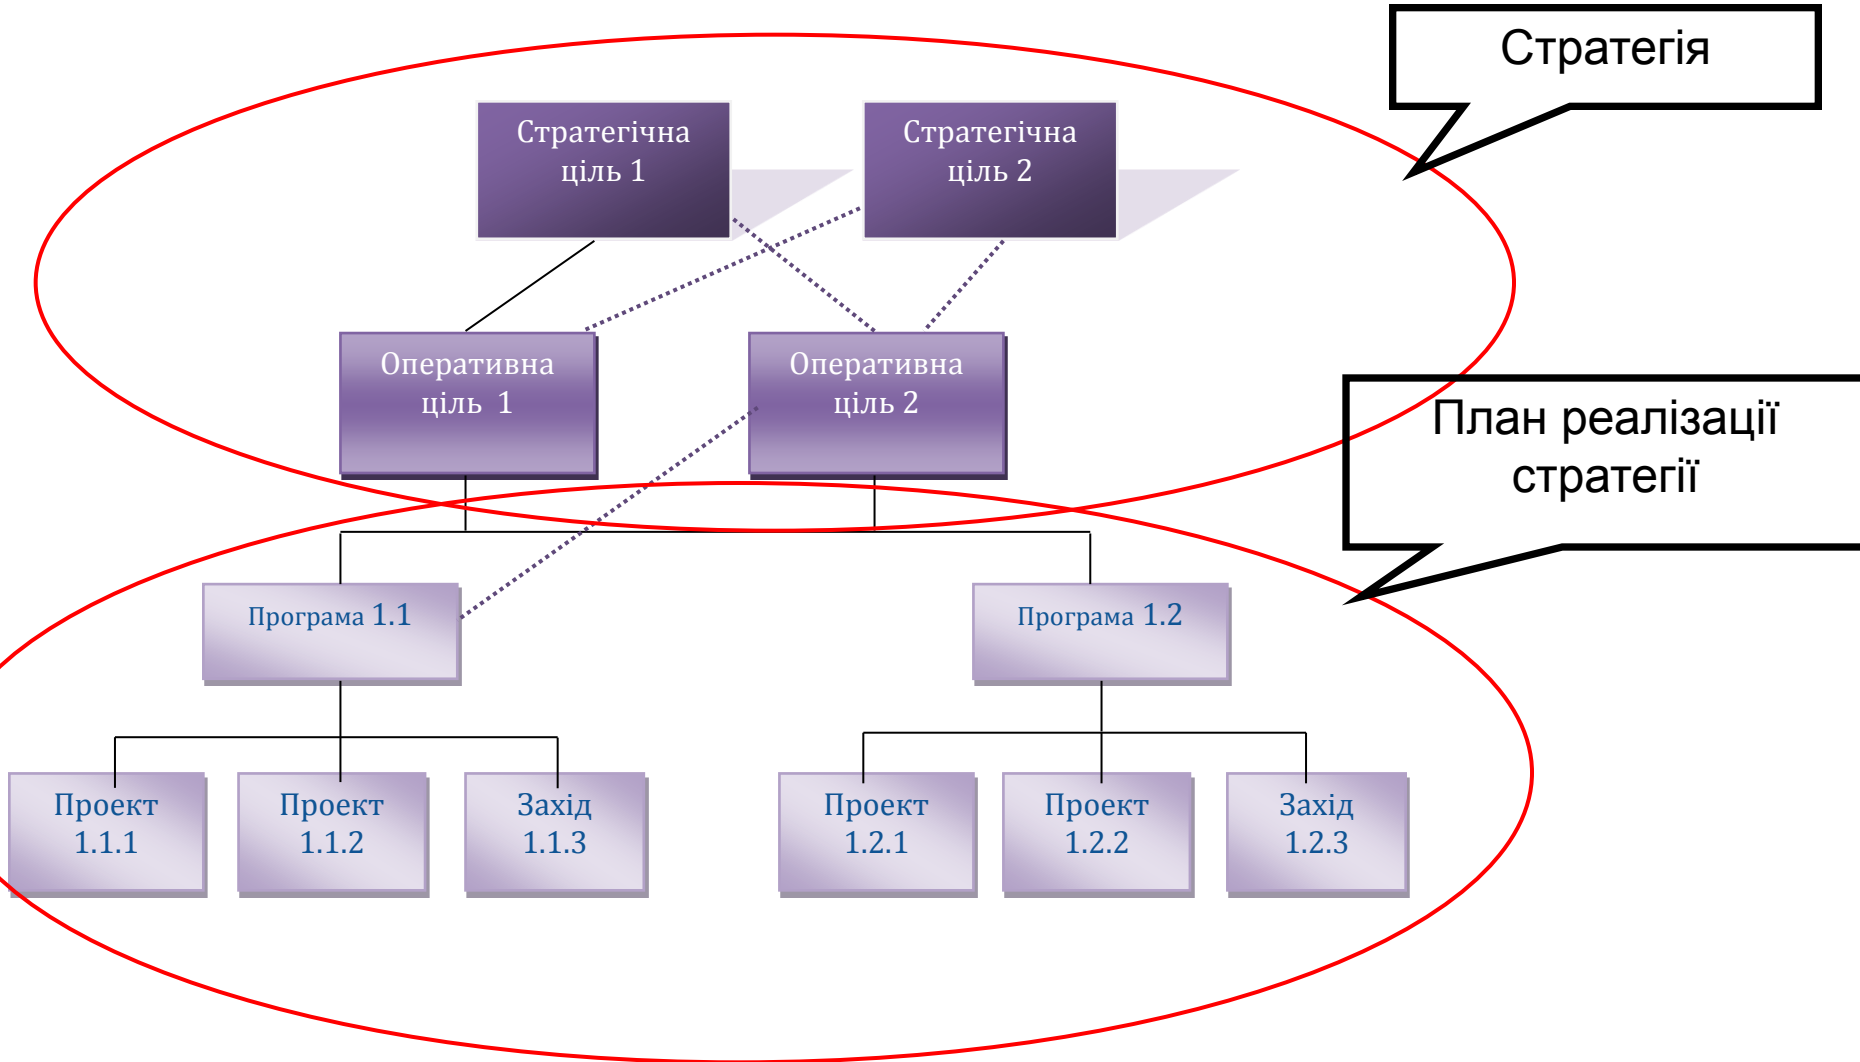 Стратегія
Стратегічна
ціль 1
Стратегічна
ціль 2
Оперативна
ціль 1
Оперативна
ціль 2
План реалізації
стратегії
Програма 1.1
Програма 1.2
Проект
1.1.1
Проект
1.1.2
Захід
1.1.3
Проект
1.2.1
Проект
1.2.2
Захід
1.2.3